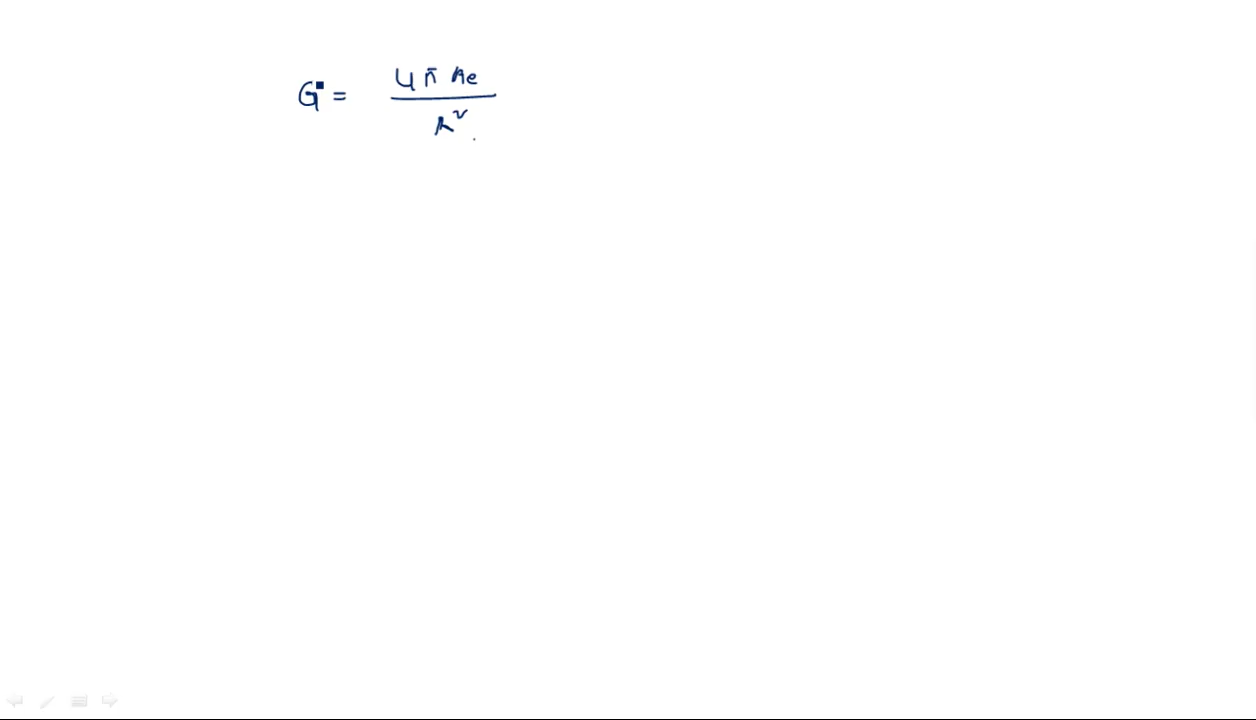 G = 4π Ae / λ²